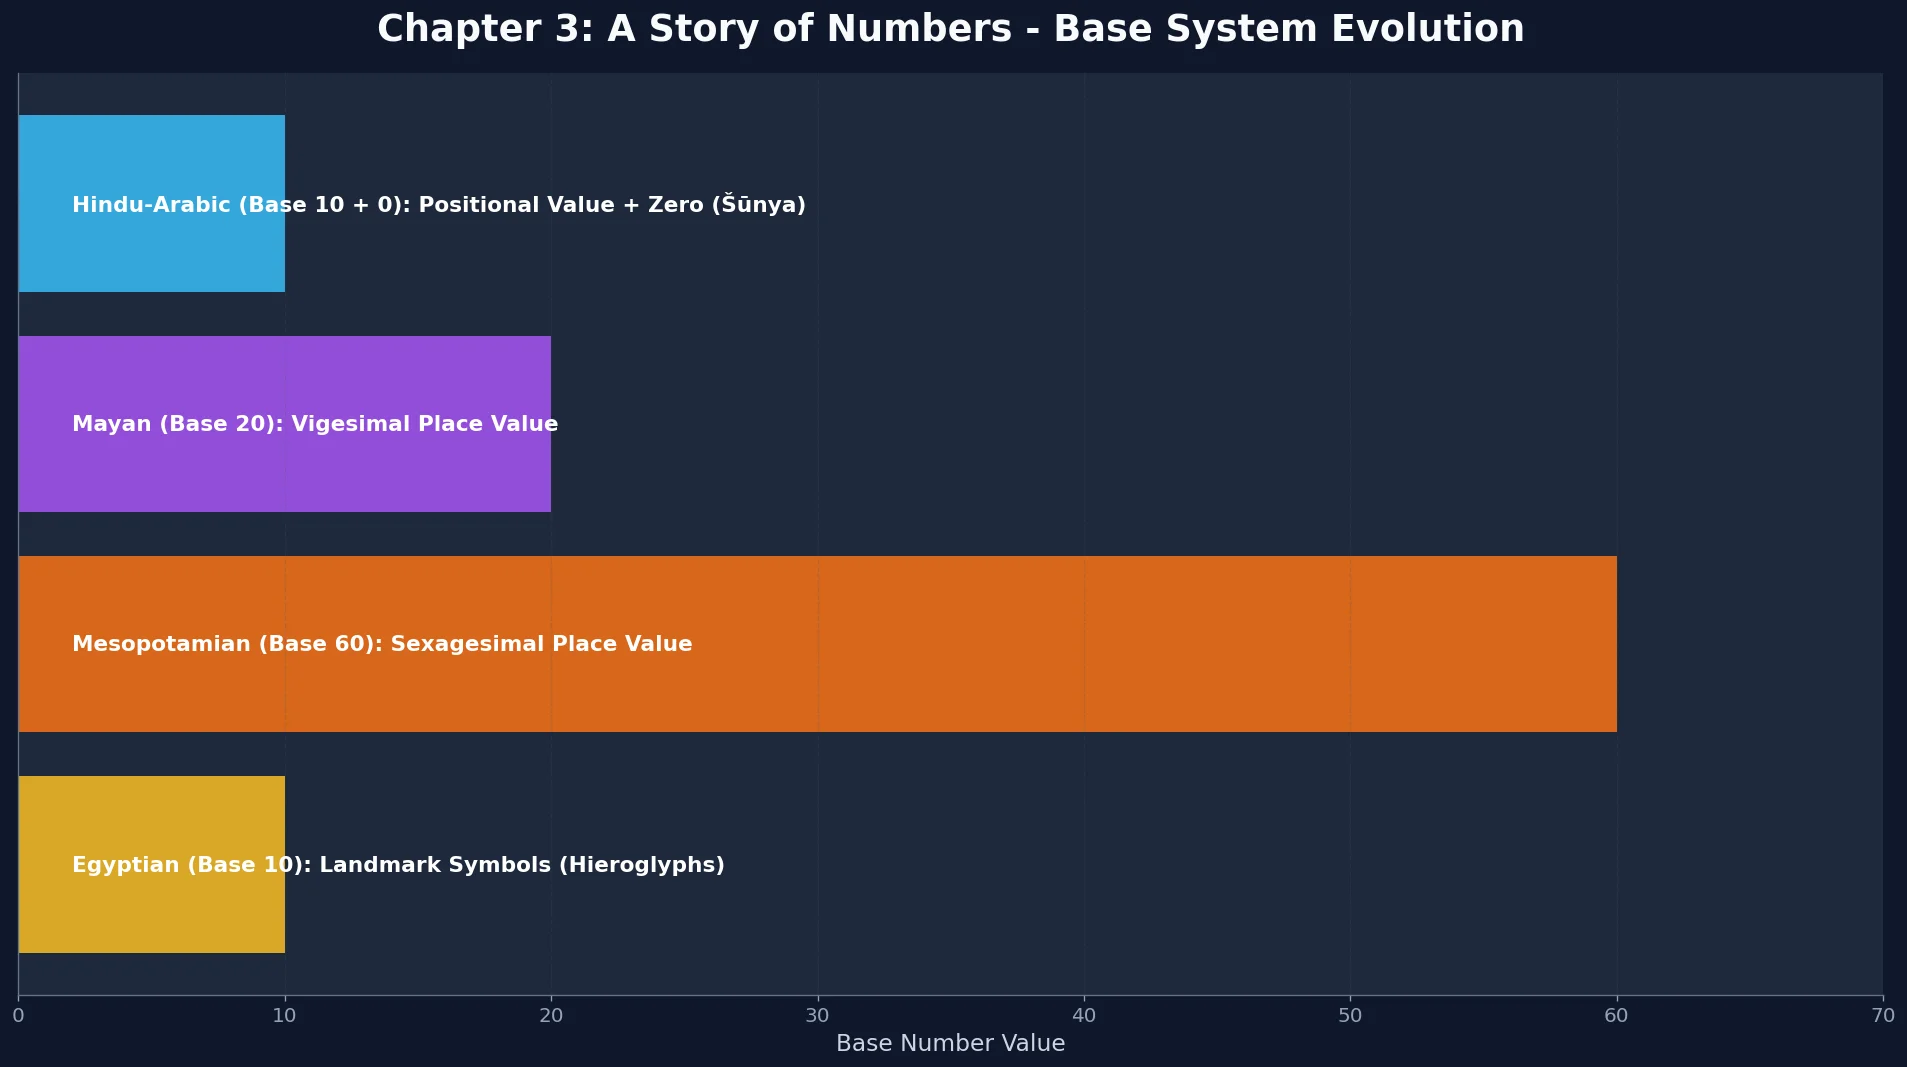 Chapter 3: A Story of Numbers - Base System Evolution
Hindu-Arabic (Base 10 + 0): Positional Value + Zero (Šūnya)
Mayan (Base 20): Vigesimal Place Value
Mesopotamian (Base 60): Sexagesimal Place Value
Egyptian (Base 10): Landmark Symbols (Hieroglyphs)
0 10 20 30 40 50 60 70
Base Number Value